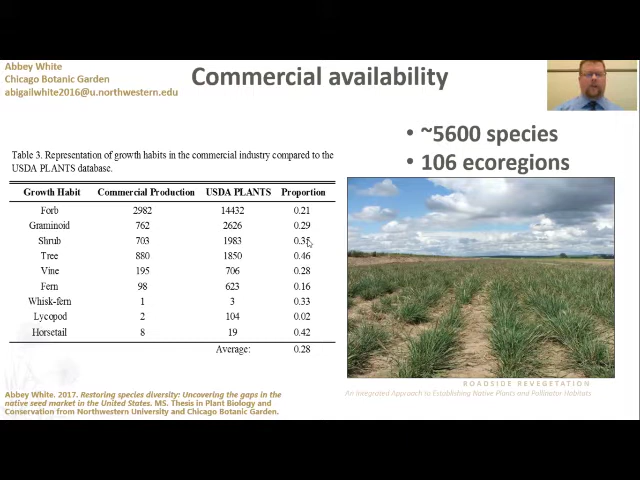 Abbey White
Chicago Botanic Garden
abigailwhite2016@u.northwestern.edu
Commercial availability
• ~5600 species
• 106 ecoregions
Table 3. Representation of growth habits in the commercial industry compared to the
USDA PLANTS database.
Growth Habit Commercial Production USDA PLANTS Proportion
Forb 2982 14432 0.21
Graminoid 762 2626 0.29
Shrub 703 1983 0.35
Tree 880 1850 0.46
Vine 195 706 0.28
Fern 98 623 0.16
Whisk-fern 1 3 0.33
Lycopod 2 104 0.02
Horsetail 8 19 0.42
Average: 0.28
ROADSIDE REVEGETATION
An Integrated Approach to Establishing Native Plants and Pollinator Habitats
Abbey White. 2017. Restoring species diversity: Uncovering the gaps in the
native seed market in the United States. MS. Thesis in Plant Biology and
Conservation from Northwestern University and Chicago Botanic Garden.